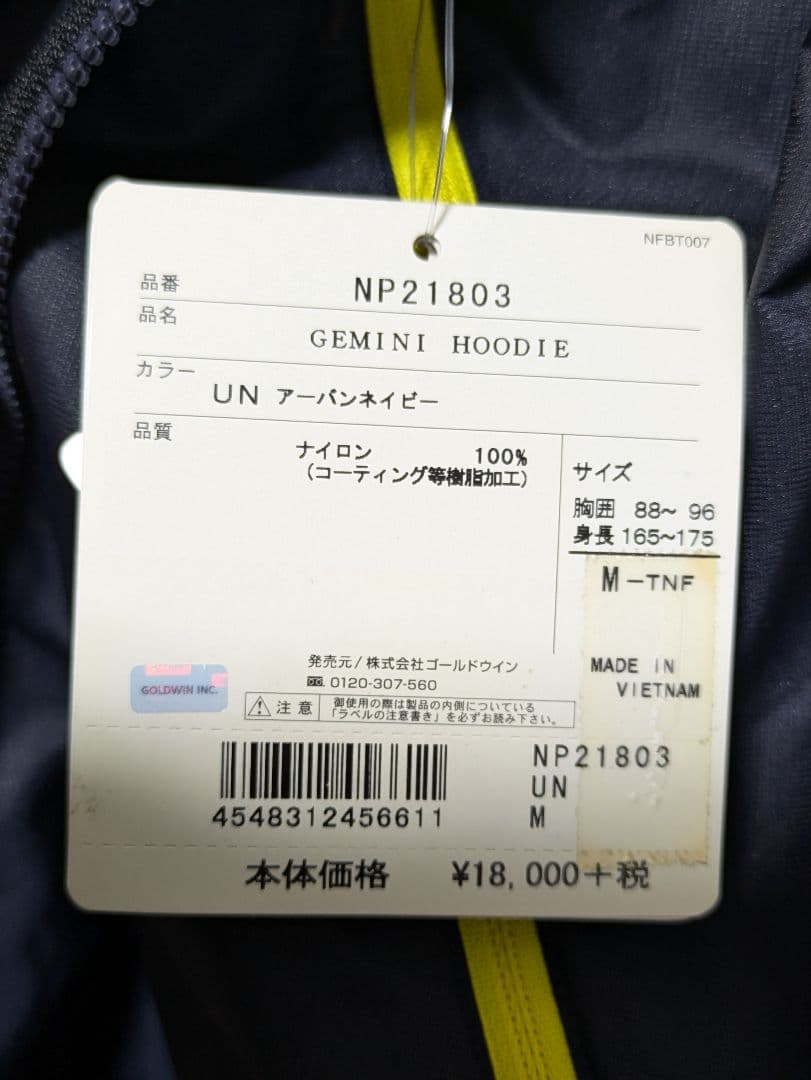 NFBT007
品番 NP21803
品名 GEMINI HOODIE
カラー UN アーバンネイビー
品質
ナイロン 100%
(コーティング等樹脂加工)
サイズ
胸囲 88~ 96
身長 165~175
M-TNF
MADE IN
VIETNAM
発売元/株式会社ゴールドウイン
0120-307-560
GOLDWIN INC.
注意 御使用の際は製品の内側についている
「ラベルの注意書き」を必ずお読み下さい。
4548312456611
NP21803
UN
M
本体価格 ¥18,000+税